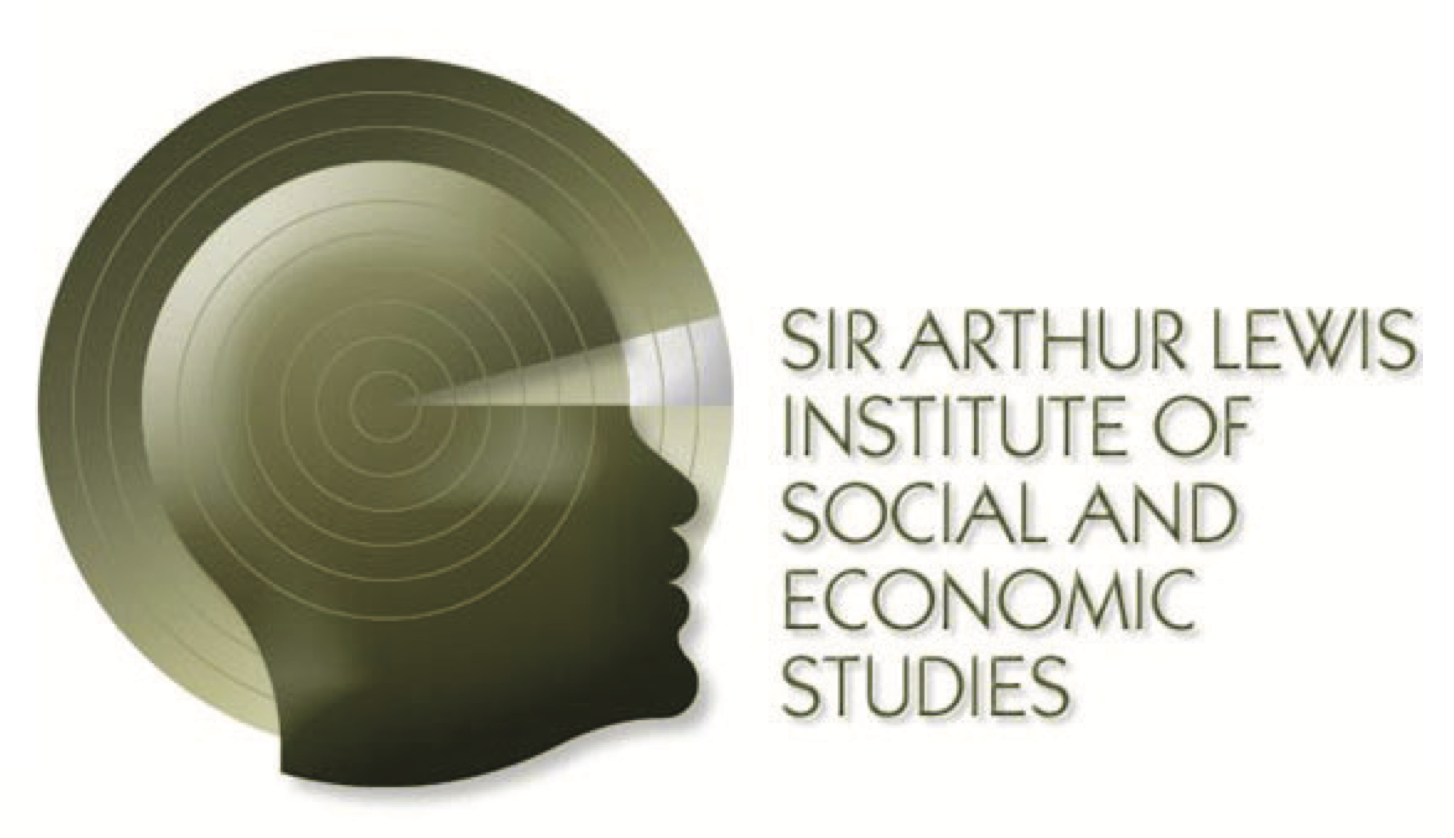 SIR ARTHUR LEWIS
INSTITUTE OF
SOCIAL AND
ECONOMIC
STUDIES